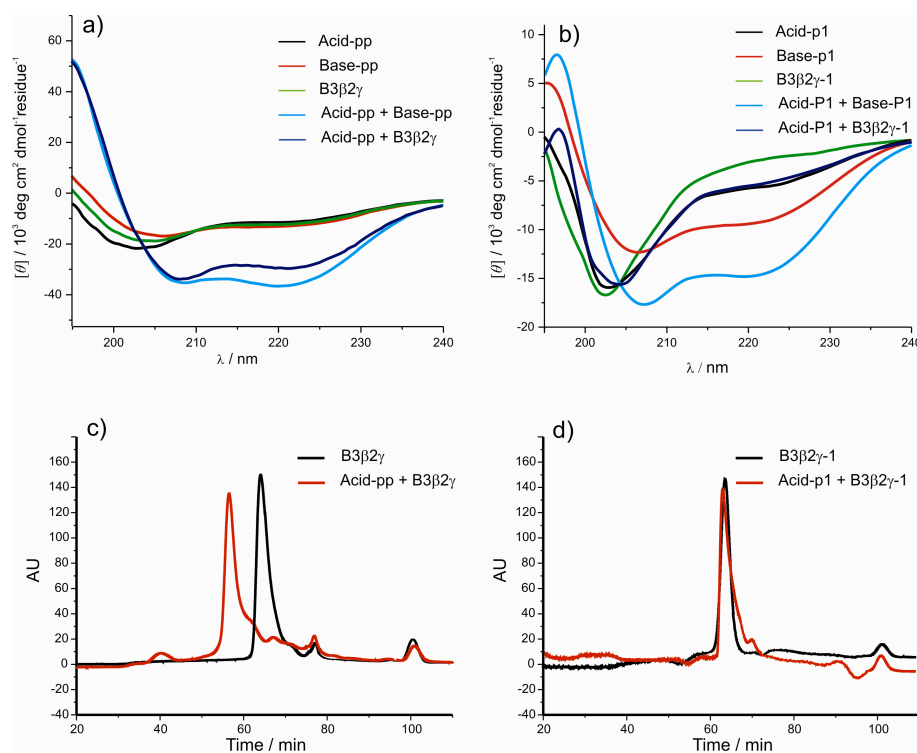 a)
Acid-pp
Base-pp
B3β2γ
Acid-pp + Base-pp
Acid-pp + B3β2γ
[θ] / 10³ deg cm² dmol⁻¹residue⁻¹
60
40
20
0
-20
-40
200
210
220
230
240
λ / nm
b)
Acid-p1
Base-p1
B3β2γ-1
Acid-P1 + Base-P1
Acid-P1 + B3β2γ-1
[θ] / 10³ deg cm² dmol⁻¹residue⁻¹
10
5
0
-5
-10
-15
-20
200
210
220
230
240
λ / nm
c)
B3β2γ
Acid-pp + B3β2γ
AU
160
140
120
100
80
60
40
20
0
-20
-40
20
40
60
80
100
Time / min
d)
B3β2γ-1
Acid-p1 + B3β2γ-1
AU
160
140
120
100
80
60
40
20
0
-20
-40
20
40
60
80
100
Time / min